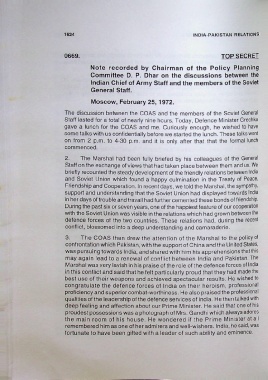 1624 INDIA-PAKISTAN RELATIONS
0669. TOP SECRET
Note recorded by Chairman of the Policy Planning
Committee D. P. Dhar on the discussions between the
Indian Chief of Army Staff and the members of the Soviet
General Staff.
Moscow, February 25, 1972.
The discussion between the COAS and the members of the Soviet General
Staff lasted for a total of nearly nine hours. Today, Defence Minister Grechko
gave a lunch for the COAS and me. Curiously enough, he wished to have
some talks with us confidentially before we started the lunch. These talks went
on from 2 p.m. to 4.30 p.m. and it is only after that that the formal lunch
commenced.
2. The Marshal had been fully briefed by his colleagues of the General
Staff on the exchange of views that has taken place between them and us. We
briefly recounted the steady development of the friendly relations between India
and Soviet Union which found a happy culmination in the Treaty of Peace,
Friendship and Cooperation. In recent days, we told the Marshal, the sympathy,
support and understanding that the Soviet Union had displayed towards India
in her days of trouble and travail had further cemented these bonds of friendship.
During the past six or seven years, one of the happiest features of our cooperation
with the Soviet Union was visible in the relations which had grown between the
defence forces of the two countries. These relations had, during the recent
conflict, blossomed into a deep understanding and camaraderie.
3. The COAS then drew the attention of the Marshal to the policy of
confrontation which Pakistan, with the support of China and the United States,
was pursuing towards India, and shared with him the apprehensions that this
may again lead to a renewal of conflict between India and Pakistan. The
Marshal was very lavish in his praise of the role of the defence forces of India
in this conflict and said that he felt particularly proud that they had made the
best use of their weapons and achieved spectacular results. He wished to
congratulate the defence forces of India on their heroism, professional
proficiency and superior combat worthiness. He also praised the professional
qualities of the leadership of the defence services of India. He then talked with
deep feeling and affection about our Prime Minister. He said that one of his
proudest possessions was a photograph of Mrs. Gandhi which always adorns
the main room of his house. He wondered if the Prime Minister at all
remembered him as one of her admirers and well-wishers. India, he said, was
fortunate to have been gifted with a leader of such ability and eminence.